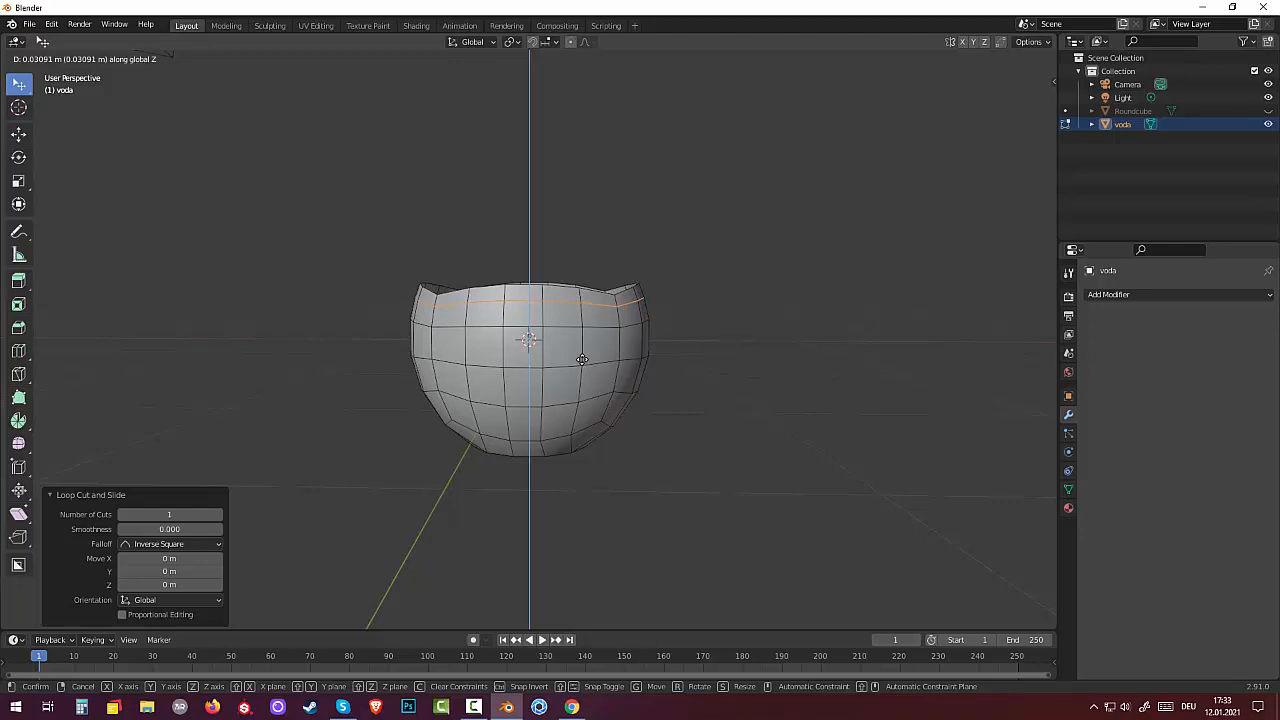 Blender
File Edit Render Window Help Layout Modeling Sculpting UV Editing Texture Paint Shading Animation Rendering Compositing Scripting + Scene View Layer
Global X Y Z Options
D: 0.03091 m (0.03091 m) along global Z
User Perspective
(1) voda
Scene Collection
Collection
Camera
Light
Roundcube
voda
voda
Add Modifier
Loop Cut and Slide
Number of Cuts 1
Smoothness 0.000
Falloff Inverse Square
Move X 0 m
Y 0 m
Z 0 m
Orientation Global
Proportional Editing
Playback Keying View Marker 1 Start 1 End 250
1 10 20 30 40 50 60 70 80 90 100 110 120 130 140 150 160 170 180 190 200 210 220 230 240 250
Confirm Cancel X X axis Y Y axis Z Z axis X X plane Y Y plane Z Z plane C Clear Constraints Snap Invert Snap Toggle G Move R Rotate S Resize Automatic Constraint Automatic Constraint Plane 2.91.0
DEU 17:33
12.01.2021